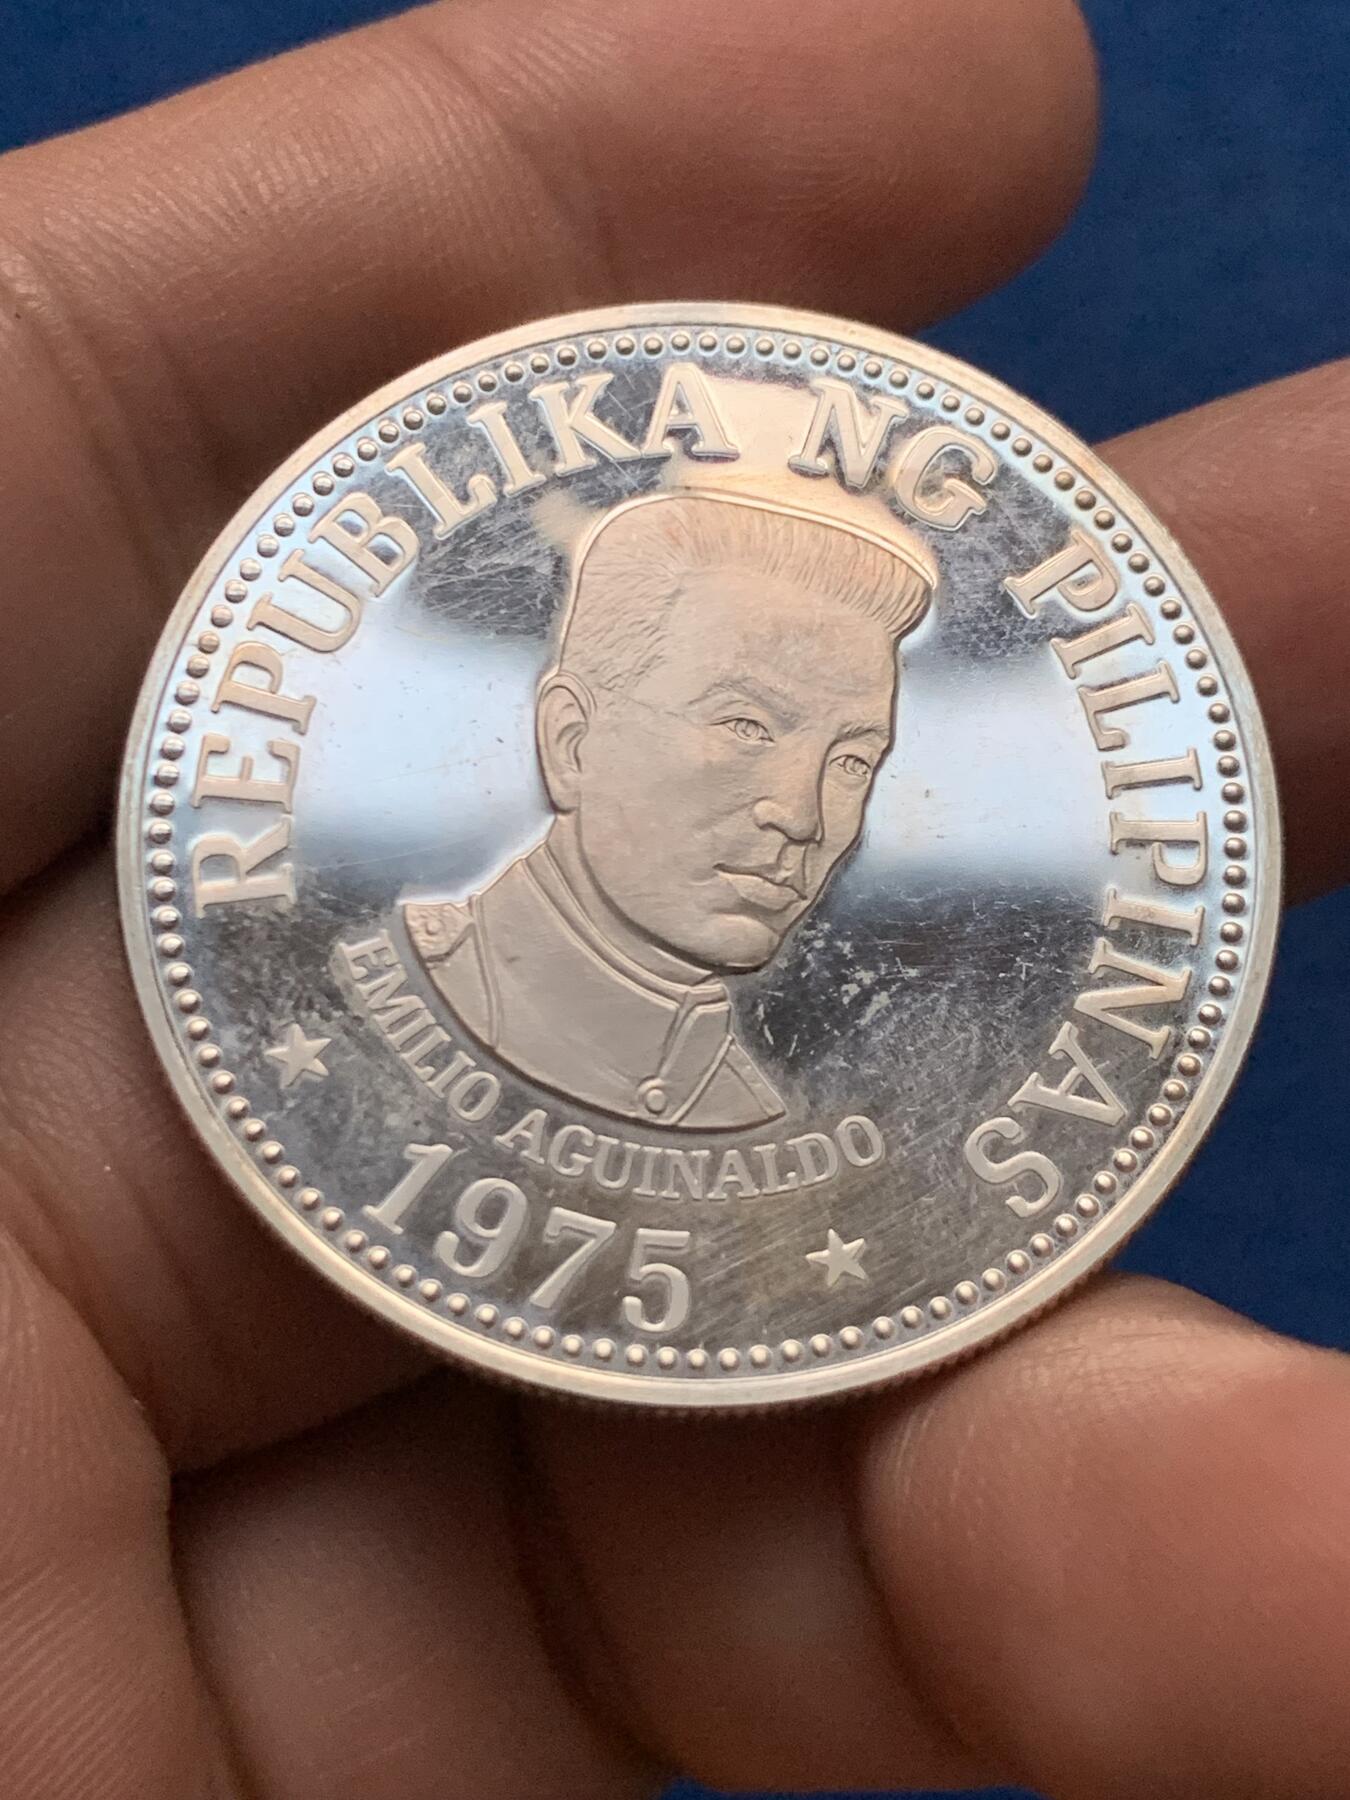 REPUBLIKA NG PILIPINAS
EMILIO AGUINALDO
1975